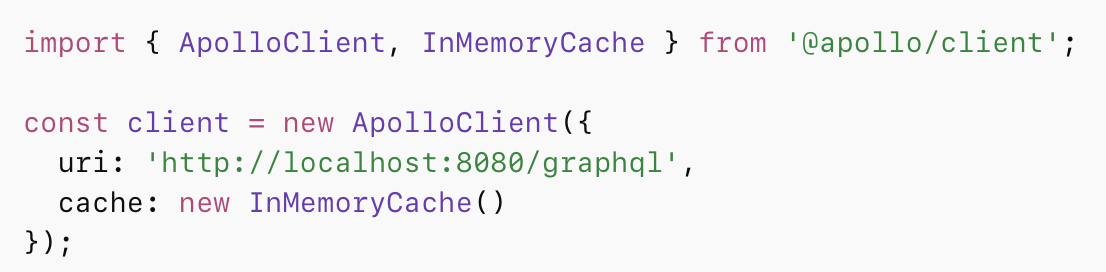 import { ApolloClient, InMemoryCache } from '@apollo/client';
const client = new ApolloClient({
  uri: 'http://localhost:8080/graphql',
  cache: new InMemoryCache()
});